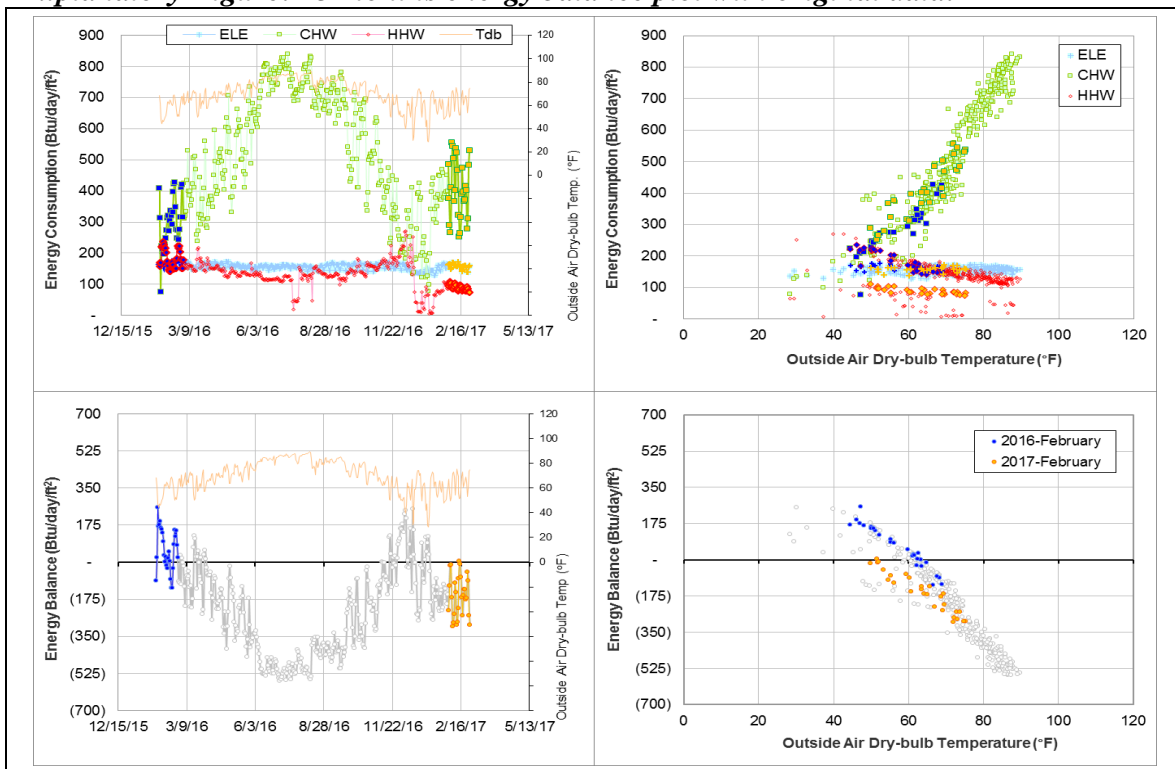 ELE CHW HHW Tdb
Energy Consumption (Btu/day/ft²)
900
800
700
600
500
400
300
200
100
-
120
100
80
60
40
20
0
Outside Air Dry-bulb Temp. (°F)
12/15/15 3/9/16 6/3/16 8/28/16 11/22/16 2/16/17 5/13/17
ELE
CHW
HHW
Energy Consumption (Btu/day/ft²)
900
800
700
600
500
400
300
200
100
-
0 20 40 60 80 100 120
Outside Air Dry-bulb Temperature (°F)
Energy Balance (Btu/day/ft²)
700
525
350
175
-
(175)
(350)
(525)
(700)
120
100
80
60
40
20
0
Outside Air Dry-bulb Temp (°F)
12/15/15 3/9/16 6/3/16 8/28/16 11/22/16 2/16/17 5/13/17
2016-February
2017-February
Energy Balance (Btu/day/ft²)
700
525
350
175
-
(175)
(350)
(525)
(700)
0 20 40 60 80 100 120
Outside Air Dry-bulb Temperature (°F)